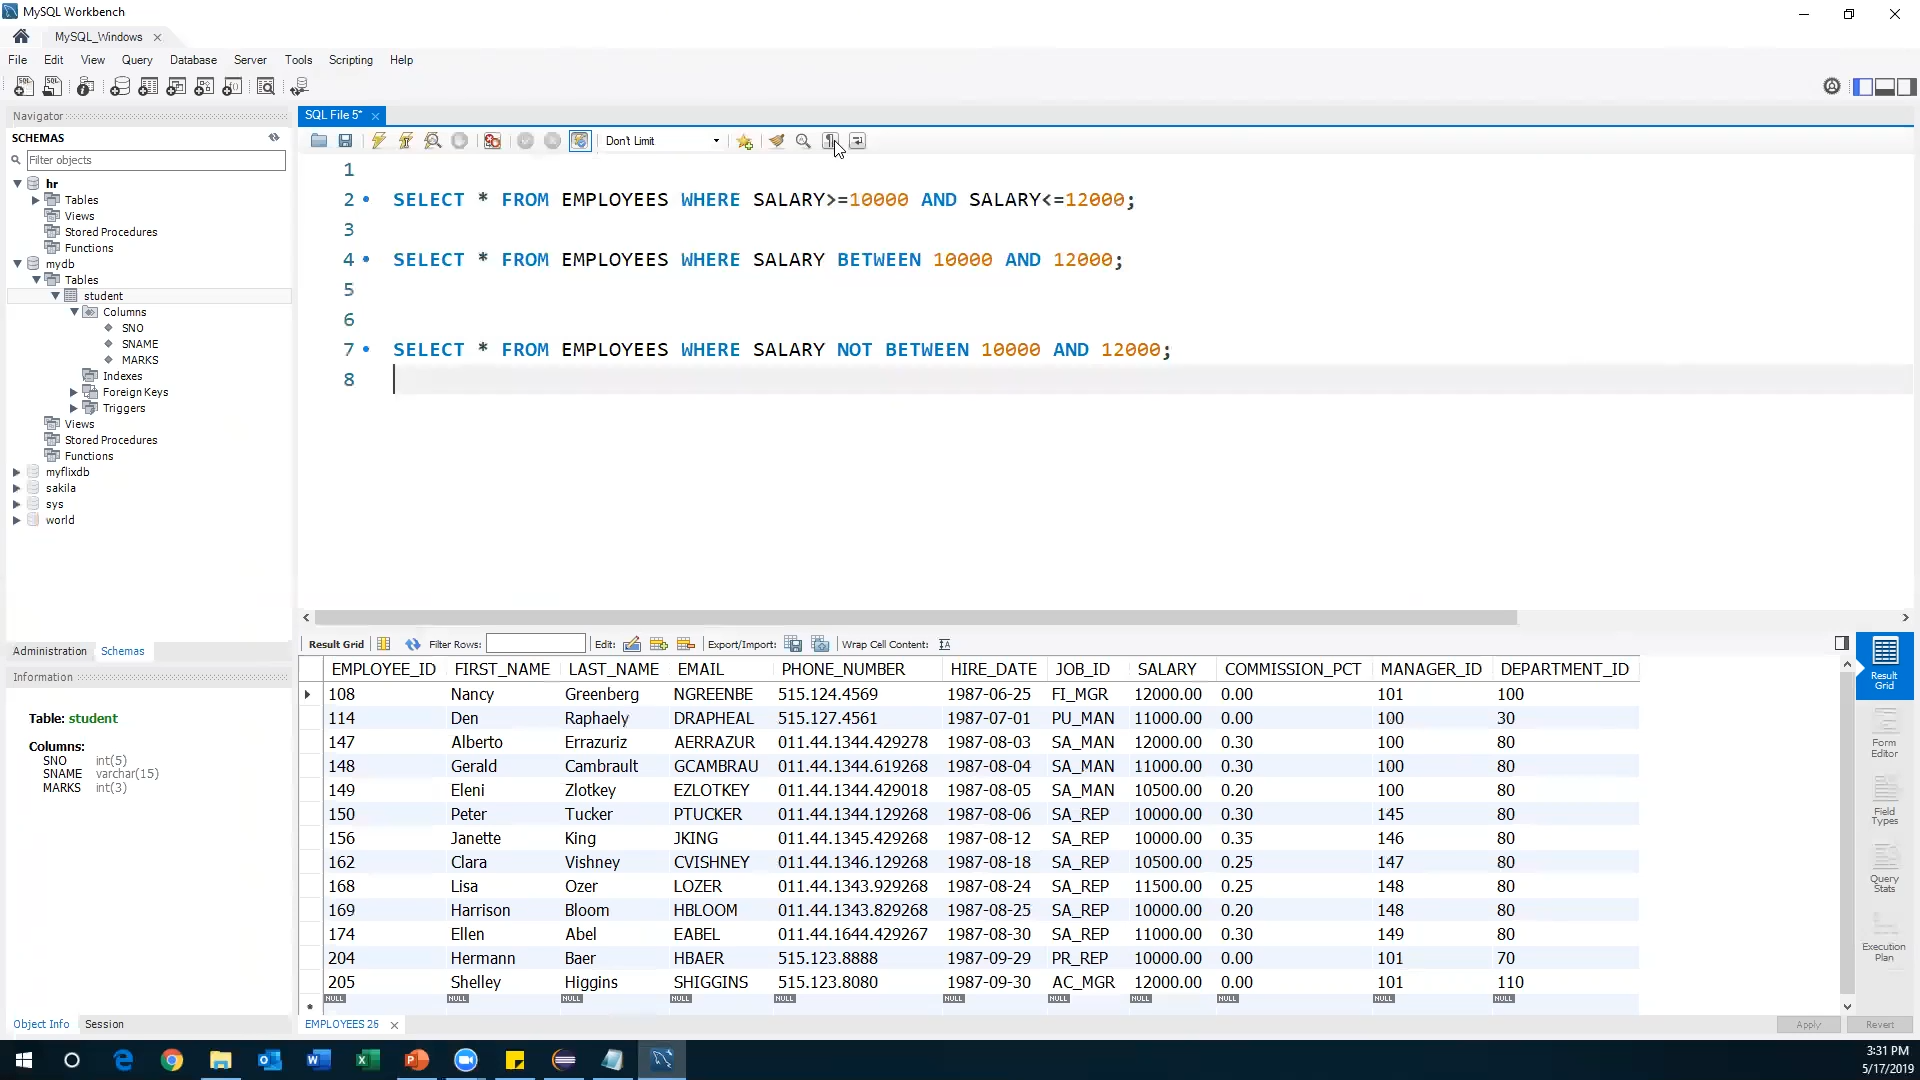 MySQL Workbench
MySQL_Windows
File Edit View Query Database Server Tools Scripting Help
Navigator
SCHEMAS
Filter objects
hr
Tables
Views
Stored Procedures
Functions
mydb
Tables
student
Columns
SNO
SNAME
MARKS
Indexes
Foreign Keys
Triggers
Views
Stored Procedures
Functions
myflixdb
sakila
sys
world
Administration Schemas
Information
Table: student
Columns:
SNO int(5)
SNAME varchar(15)
MARKS int(3)
Object Info Session
SQL File 5*
Don't Limit
1
2 SELECT * FROM EMPLOYEES WHERE SALARY>=10000 AND SALARY<=12000;
3
4 SELECT * FROM EMPLOYEES WHERE SALARY BETWEEN 10000 AND 12000;
5
6
7 SELECT * FROM EMPLOYEES WHERE SALARY NOT BETWEEN 10000 AND 12000;
8
Result Grid Filter Rows: Edit: Export/Import: Wrap Cell Content:
EMPLOYEE_ID FIRST_NAME LAST_NAME EMAIL PHONE_NUMBER HIRE_DATE JOB_ID SALARY COMMISSION_PCT MANAGER_ID DEPARTMENT_ID
108 Nancy Greenberg NGREENBE 515.124.4569 1987-06-25 FI_MGR 12000.00 0.00 101 100
114 Den Raphaely DRAPHEAL 515.127.4561 1987-07-01 PU_MAN 11000.00 0.00 100 30
147 Alberto Errazuriz AERRAZUR 011.44.1344.429278 1987-08-03 SA_MAN 12000.00 0.30 100 80
148 Gerald Cambrault GCAMBRAU 011.44.1344.619268 1987-08-04 SA_MAN 11000.00 0.30 100 80
149 Eleni Zlotkey EZLOTKEY 011.44.1344.429018 1987-08-05 SA_MAN 10500.00 0.20 100 80
150 Peter Tucker PTUCKER 011.44.1344.129268 1987-08-06 SA_REP 10000.00 0.30 145 80
156 Janette King JKING 011.44.1345.429268 1987-08-12 SA_REP 10000.00 0.35 146 80
162 Clara Vishney CVISHNEY 011.44.1346.129268 1987-08-18 SA_REP 10500.00 0.25 147 80
168 Lisa Ozer LOZER 011.44.1343.929268 1987-08-24 SA_REP 11500.00 0.25 148 80
169 Harrison Bloom HBLOOM 011.44.1343.829268 1987-08-25 SA_REP 10000.00 0.20 148 80
174 Ellen Abel EABEL 011.44.1644.429267 1987-08-30 SA_REP 11000.00 0.30 149 80
204 Hermann Baer HBAER 515.123.8888 1987-09-29 PR_REP 10000.00 0.00 101 70
205 Shelley Higgins SHIGGINS 515.123.8080 1987-09-30 AC_MGR 12000.00 0.00 101 110
NULL NULL NULL NULL NULL NULL NULL NULL NULL NULL NULL
EMPLOYEES 26
Apply Revert
Result
Grid
Form
Editor
Field
Types
Query
Stats
Execution
Plan
3:31 PM
5/17/2019